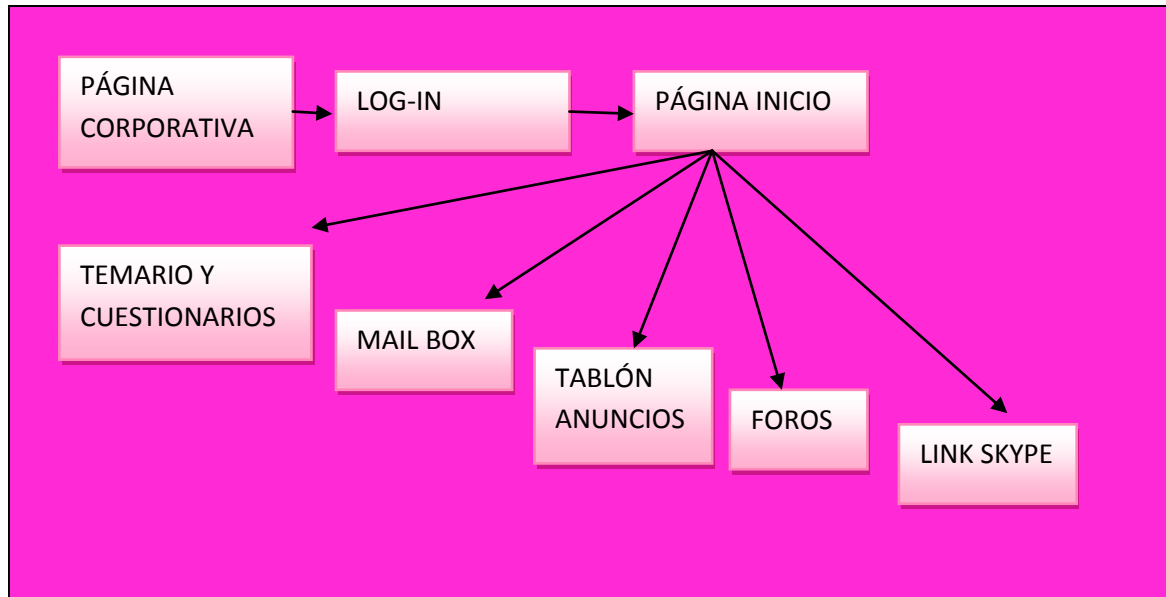 PÁGINA
CORPORATIVA
LOG-IN
PÁGINA INICIO
TEMARIO Y
CUESTIONARIOS
MAIL BOX
TABLÓN
ANUNCIOS
FOROS
LINK SKYPE